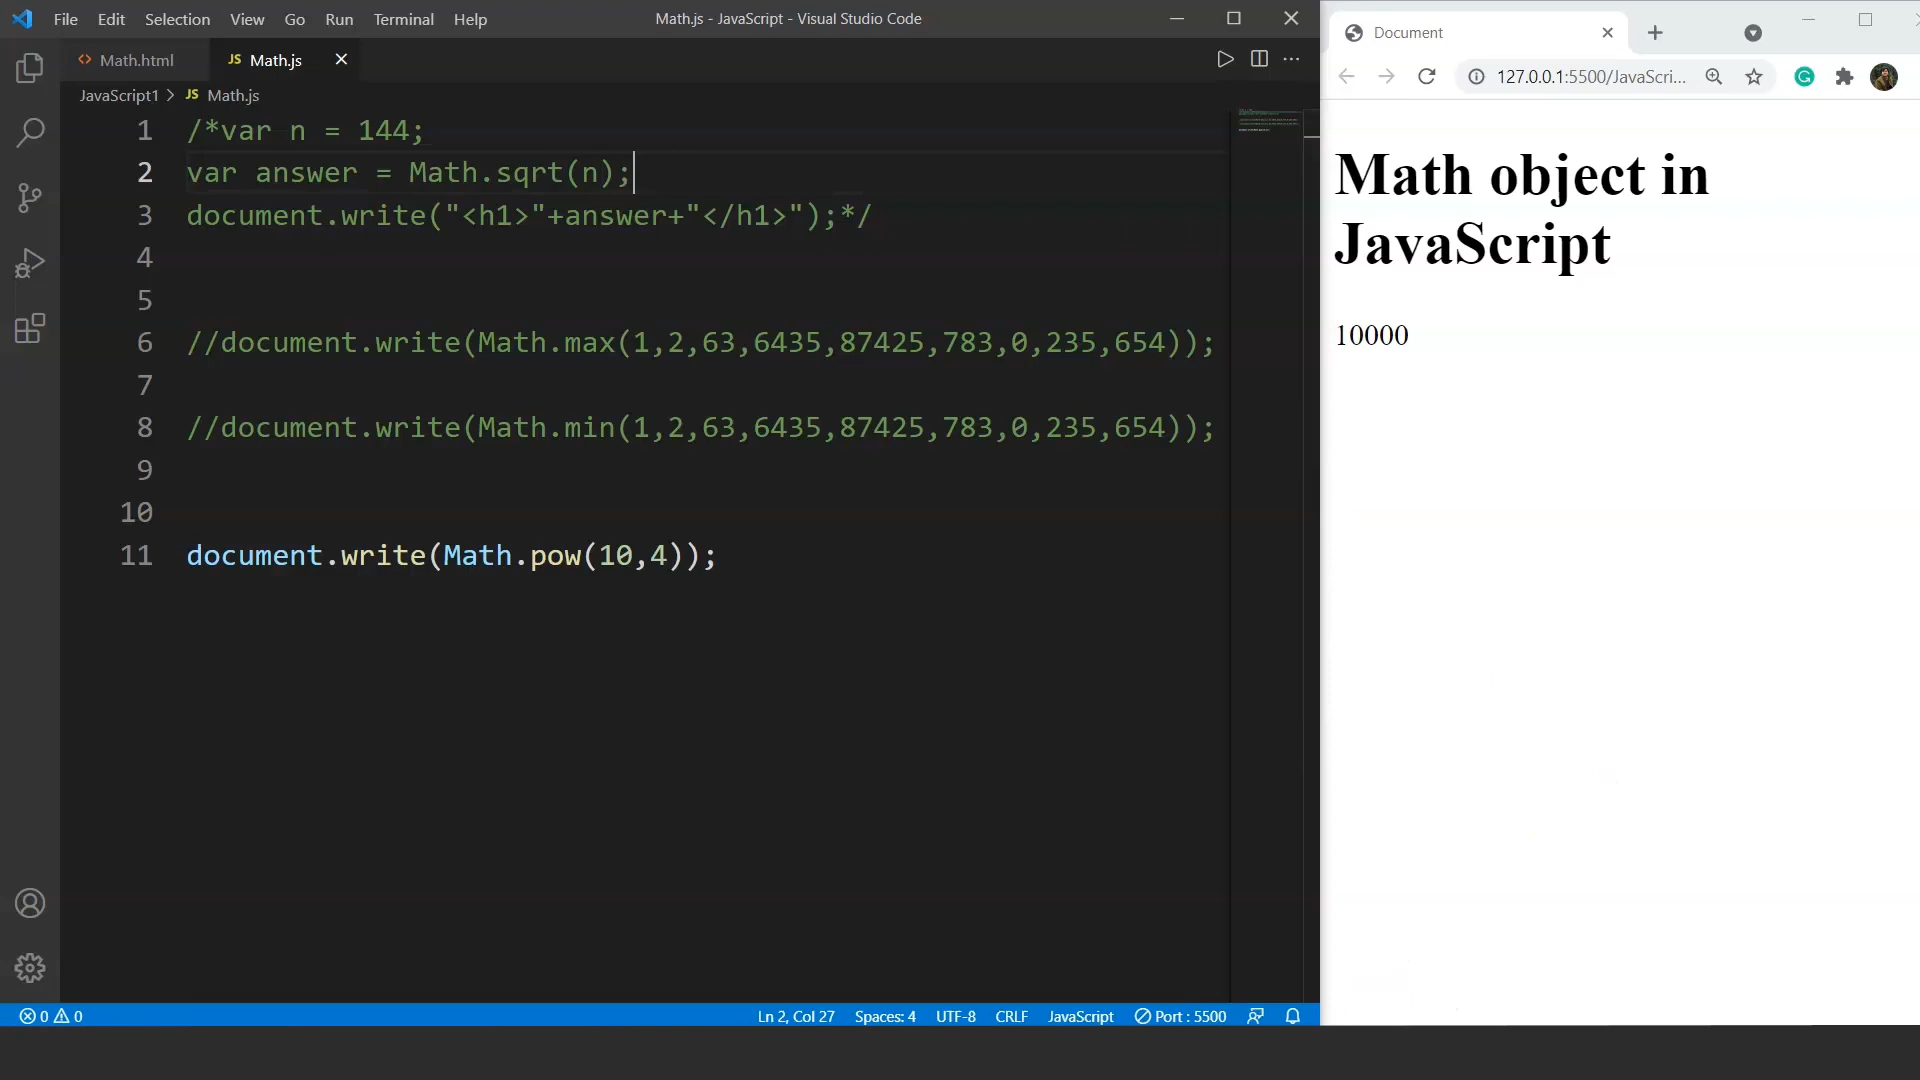 File Edit Selection View Go Run Terminal Help
Math.js - JavaScript - Visual Studio Code
Math.html
JS Math.js
JavaScript1 > JS Math.js
1 /*var n = 144;
2 var answer = Math.sqrt(n);
3 document.write("<h1>"+answer+"</h1>");*/
4
5
6 //document.write(Math.max(1,2,63,6435,87425,783,0,235,654));
7
8 //document.write(Math.min(1,2,63,6435,87425,783,0,235,654));
9
10
11 document.write(Math.pow(10,4));
0 0
Ln 2, Col 27 Spaces: 4 UTF-8 CRLF JavaScript Port : 5500
Document
127.0.0.1:5500/JavaScri...
Math object in
JavaScript
10000